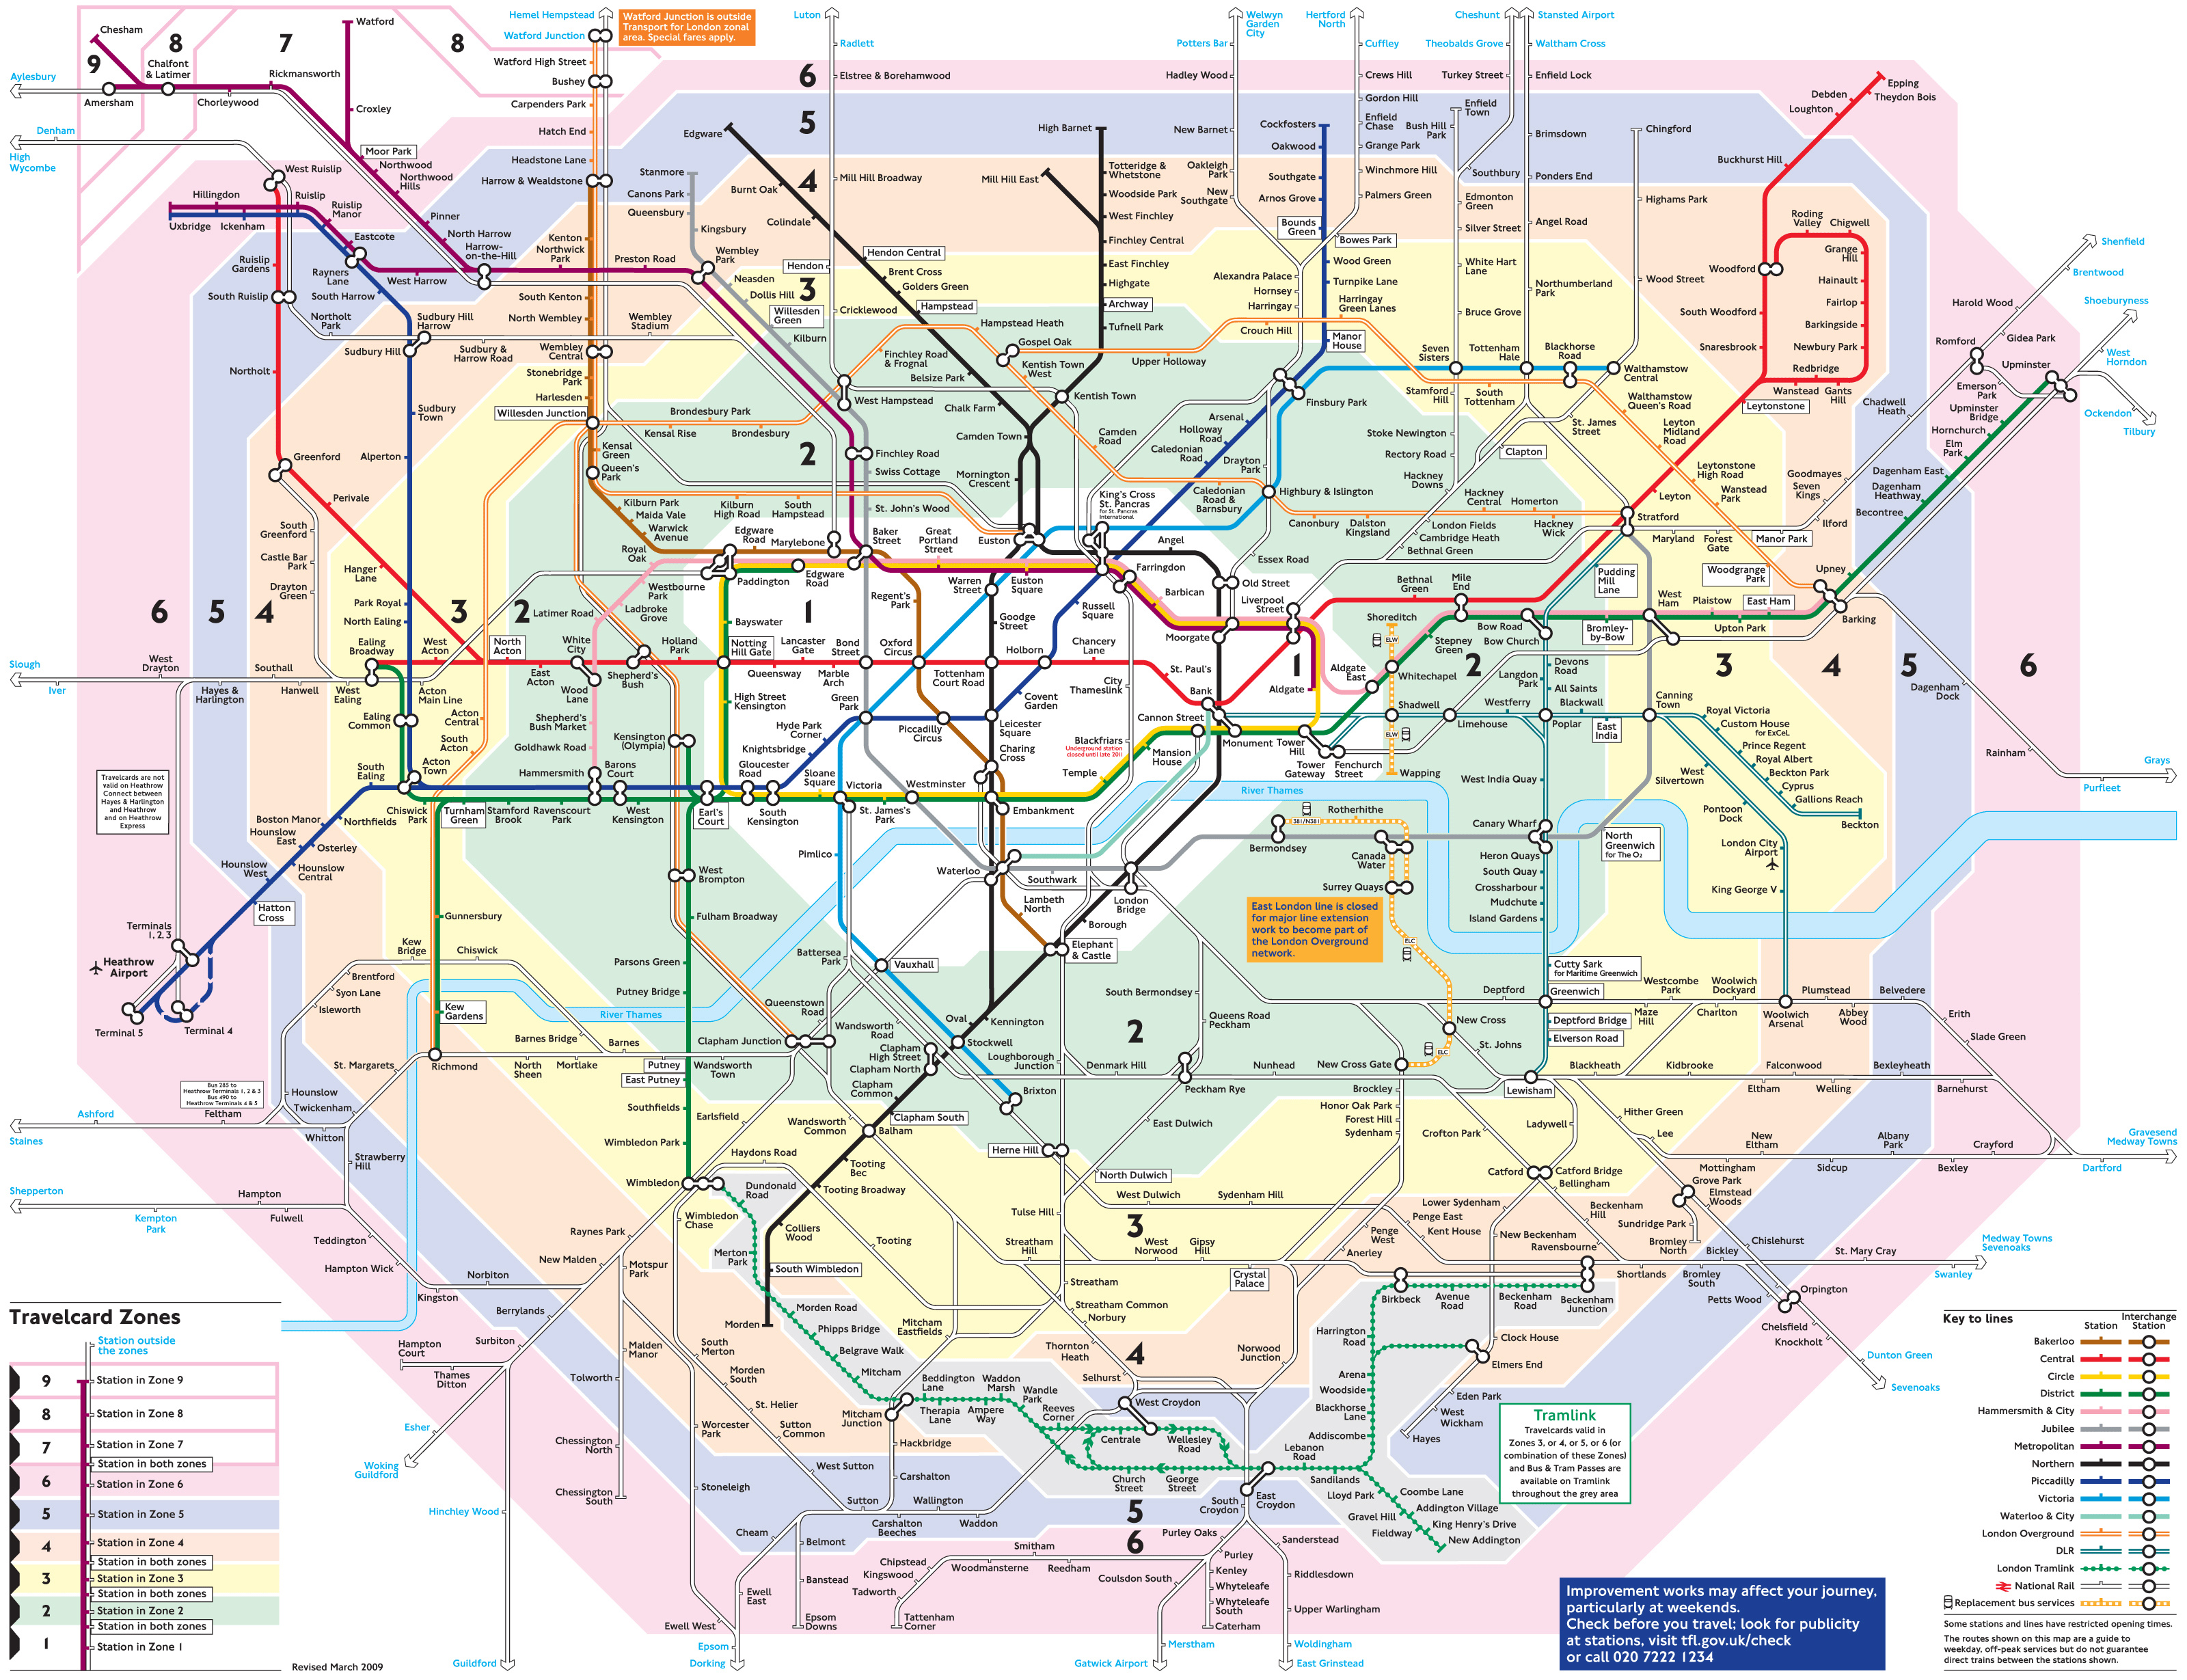 Hemel Hempstead
Watford Junction
Watford Junction is outside
Transport for London zonal
area. Special fares apply.
Luton
Radlett
Welwyn
Garden
City
Potters Bar
Hertford
North
Cuffley
Cheshunt
Theobalds Grove
Stansted Airport
Waltham Cross
Chesham
9
8
7
8
Chalfont
& Latimer
Watford
Rickmansworth
Aylesbury
Amersham
Chorleywood
Croxley
Denham
High
Wycombe
Watford High Street
Bushey
Carpenders Park
Hatch End
Headstone Lane
Harrow & Wealdstone
6
5
4
3
2
1
Elstree & Borehamwood
Mill Hill Broadway
Hendon
Cricklewood
Hadley Wood
New Barnet
Oakleigh
Park
New
Southgate
Crews Hill
Gordon Hill
Enfield
Chase
Grange Park
Winchmore Hill
Palmers Green
Bowes Park
Turkey Street
Enfield
Town
Bush Hill
Park
Southbury
Edmonton
Green
Silver Street
White Hart
Lane
Bruce Grove
Enfield Lock
Brimsdown
Ponders End
Angel Road
Northumberland
Park
Chingford
Highams Park
Wood Street
Epping
Theydon Bois
Debden
Loughton
Buckhurst Hill
Roding
Valley
Chigwell
Grange
Hill
Hainault
Fairlop
Barkingside
Newbury Park
Redbridge
Gants
Hill
Wanstead
Woodford
South Woodford
Snaresbrook
Leytonstone
Leyton
Shenfield
Brentwood
Shoeburyness
Harold Wood
Gidea Park
Romford
Upminster
West
Horndon
Ockendon
Tilbury
Emerson
Park
Upminster
Bridge
Hornchurch
Elm
Park
Dagenham East
Dagenham
Heathway
Becontree
Upney
Barking
Chadwell
Heath
Goodmayes
Seven
Kings
Ilford
Manor Park
Woodgrange
Park
Forest
Gate
Maryland
Stratford
Edgware
Burnt Oak
Colindale
Hendon Central
Brent Cross
Golders Green
Hampstead
Belsize Park
Chalk Farm
Camden Town
Mornington
Crescent
High Barnet
Totteridge &
Whetstone
Woodside Park
West Finchley
Mill Hill East
Finchley Central
East Finchley
Highgate
Archway
Tufnell Park
Kentish Town
Cockfosters
Oakwood
Southgate
Arnos Grove
Bounds
Green
Wood Green
Turnpike Lane
Manor
House
Finsbury Park
Alexandra Palace
Hornsey
Harringay
Harringay
Green Lanes
Crouch Hill
Upper Holloway
Gospel Oak
Hampstead Heath
Finchley Road
& Frognal
Kentish Town
West
Camden
Road
Caledonian
Road &
Barnsbury
Highbury & Islington
Canonbury
Dalston
Kingsland
Hackney
Central
Homerton
Hackney
Wick
Seven
Sisters
Tottenham
Hale
Blackhorse
Road
Walthamstow
Central
Walthamstow
Queen's Road
Leyton
Midland
Road
Leytonstone
High Road
Wanstead
Park
South
Tottenham
Stamford
Hill
Stoke Newington
Rectory Road
Hackney
Downs
Clapton
St. James
Street
London Fields
Cambridge Heath
Bethnal Green
Moor Park
Northwood
Northwood
Hills
Pinner
North Harrow
Harrow-
on-the-Hill
West Ruislip
Hillingdon
Ruislip
Ruislip
Manor
Uxbridge
Ickenham
Eastcote
Rayners
Lane
West Harrow
South Harrow
Ruislip
Gardens
South Ruislip
Northolt
Park
Sudbury Hill
Harrow
Sudbury Hill
Sudbury &
Harrow Road
Northolt
Sudbury
Town
Alperton
Greenford
Perivale
Hanger
Lane
Park Royal
North Ealing
South
Greenford
Castle Bar
Park
Drayton
Green
Stanmore
Canons Park
Queensbury
Kingsbury
Wembley
Park
Neasden
Dollis Hill
Willesden
Green
Kilburn
West Hampstead
Finchley Road
Swiss Cottage
St. John's Wood
Kenton
Northwick
Park
Preston Road
South Kenton
North Wembley
Wembley
Central
Wembley
Stadium
Stonebridge
Park
Harlesden
Willesden Junction
Kensal
Green
Queen's
Park
Brondesbury Park
Kensal Rise
Brondesbury
Kilburn Park
Maida Vale
Warwick
Avenue
Kilburn
High Road
South
Hampstead
Arsenal
Holloway
Road
Caledonian
Road
Drayton
Park
Essex Road
King's Cross
St. Pancras
for St. Pancras
International
Euston
Angel
Old Street
Liverpool
Street
Moorgate
Barbican
Farringdon
Russell
Square
Euston
Square
Warren
Street
Great
Portland
Street
Baker
Street
Marylebone
Edgware
Road
Edgware
Road
Paddington
Royal
Oak
Westbourne
Park
Ladbroke
Grove
Latimer Road
Regent's
Park
Goodge
Street
Bayswater
Notting
Hill Gate
Holland
Park
Lancaster
Gate
Queensway
Marble
Arch
Bond
Street
Oxford
Circus
Tottenham
Court Road
Holborn
Chancery
Lane
St. Paul's
Bank
City
Thameslink
Shepherd's
Bush
White
City
Wood
Lane
East
Acton
North
Acton
West
Acton
Ealing
Broadway
6
5
4
3
2
1
Slough
Iver
West
Drayton
Hayes &
Harlington
Southall
Hanwell
West
Ealing
Acton
Main Line
Acton
Central
South
Acton
Ealing
Common
Acton
Town
South
Ealing
Northfields
Boston Manor
Osterley
Hounslow
East
Hounslow
Central
Hounslow
West
Hatton
Cross
Terminals
1, 2, 3
Heathrow
Airport
Terminal 5
Terminal 4
Travelcards are not
valid on Heathrow
Connect between
Hayes & Harlington
and Heathrow
and on Heathrow
Express
Shepherd's
Bush Market
Goldhawk Road
Hammersmith
Barons
Court
Chiswick
Park
Turnham
Green
Stamford
Brook
Ravenscourt
Park
West
Kensington
Kensington
(Olympia)
Earl's
Court
High Street
Kensington
Gloucester
Road
South
Kensington
Knightsbridge
Hyde Park
Corner
Green
Park
Piccadilly
Circus
Leicester
Square
Covent
Garden
Charing
Cross
Sloane
Square
Victoria
St. James's
Park
Westminster
Embankment
Temple
Blackfriars
Underground station
closed until late 2011
Mansion
House
Cannon Street
Monument
Tower
Hill
Tower
Gateway
Fenchurch
Street
Aldgate
Aldgate
East
Shoreditch
ELW
ELW
Whitechapel
Shadwell
Wapping
Bethnal
Green
Mile
End
Stepney
Green
Bow Road
Bow Church
Bromley-
by-Bow
Pudding
Mill
Lane
West
Ham
Plaistow
Upton Park
East Ham
Devons
Road
Langdon
Park
All Saints
Limehouse
Westferry
Poplar
Blackwall
East
India
Canning
Town
Royal Victoria
Custom House
for ExCeL
Prince Regent
Royal Albert
Beckton Park
Cyprus
Gallions Reach
Beckton
West
Silvertown
Pontoon
Dock
London City
Airport
King George V
Woolwich
Arsenal
1
2
3
4
5
6
Dagenham
Dock
Rainham
Grays
Purfleet
River Thames
West India Quay
Canary Wharf
Heron Quays
South Quay
Crossharbour
Mudchute
Island Gardens
North
Greenwich
for The O2
Cutty Sark
for Maritime Greenwich
Greenwich
Deptford Bridge
Elverson Road
Lewisham
Deptford
Rotherhithe
381/N381
Bermondsey
Canada
Water
Surrey Quays
ELC
ELC
New Cross
New Cross Gate
St. Johns
East London line is closed
for major line extension
work to become part of
the London Overground
network.
Pimlico
Waterloo
Southwark
London
Bridge
Borough
Lambeth
North
Elephant
& Castle
Kennington
Oval
Vauxhall
Stockwell
Brixton
Clapham
High Street
Clapham North
Clapham
Common
Clapham South
Balham
Tooting
Bec
Tooting Broadway
Colliers
Wood
South Wimbledon
Morden
Battersea
Park
Queenstown
Road
Wandsworth
Road
Clapham Junction
Wandsworth
Town
West
Brompton
Fulham Broadway
Parsons Green
Putney Bridge
River Thames
Putney
East Putney
Southfields
Wimbledon Park
Wimbledon
Earlsfield
Haydons Road
Wandsworth
Common
Gunnersbury
Kew
Gardens
Richmond
Kew
Bridge
Chiswick
Brentford
Syon Lane
Isleworth
Barnes Bridge
Barnes
Mortlake
North
Sheen
St. Margarets
Hounslow
Twickenham
Whitton
Feltham
Ashford
Staines
Bus 285 to
Heathrow Terminals 1, 2 & 3
Bus 490 to
Heathrow Terminals 4 & 5
Strawberry
Hill
Shepperton
Kempton
Park
Hampton
Fulwell
Teddington
Hampton Wick
Kingston
Norbiton
New Malden
Raynes Park
Berrylands
Surbiton
Hampton
Court
Thames
Ditton
Esher
Woking
Guildford
Hinchley Wood
Guildford
Motspur
Park
Malden
Manor
Tolworth
Chessington
North
Chessington
South
Wimbledon
Chase
South
Merton
Morden
South
St. Helier
Sutton
Common
West Sutton
Worcester
Park
Stoneleigh
Ewell West
Cheam
Sutton
Belmont
Banstead
Epsom
Downs
Ewell
East
Epsom
Dorking
Dundonald
Road
Merton
Park
Morden Road
Phipps Bridge
Belgrave Walk
Mitcham
Mitcham
Junction
Mitcham
Eastfields
Tooting
Beddington
Lane
Therapia
Lane
Waddon
Marsh
Ampere
Way
Wandle
Park
Reeves
Corner
Centrale
West Croydon
Wellesley
Road
Church
Street
George
Street
East
Croydon
South
Croydon
Lebanon
Road
Sandilands
Lloyd Park
Coombe Lane
Gravel Hill
Addington Village
Fieldway
King Henry's Drive
New Addington
Addiscombe
Blackhorse
Lane
Woodside
Arena
Harrington
Road
Elmers End
Clock House
Birkbeck
Avenue
Road
Beckenham
Road
Beckenham
Junction
Eden Park
West
Wickham
Hayes
Hackbridge
Carshalton
Carshalton
Beeches
Wallington
Waddon
Tramlink
Travelcards valid in
Zones 3, or 4, or 5, or 6 (or
combination of these Zones)
and Bus & Tram Passes are
available on Tramlink
throughout the grey area
2
3
4
5
6
South Bermondsey
Queens Road
Peckham
Loughborough
Junction
Denmark Hill
Peckham Rye
Nunhead
East Dulwich
North Dulwich
Herne Hill
Tulse Hill
West Dulwich
Sydenham Hill
Streatham
Hill
West
Norwood
Gipsy
Hill
Crystal
Palace
Streatham
Streatham Common
Norbury
Thornton
Heath
Selhurst
Norwood
Junction
Brockley
Honor Oak Park
Forest Hill
Sydenham
Penge
West
Anerley
Penge East
Kent House
Lower Sydenham
New Beckenham
Crofton Park
Catford
Catford Bridge
Bellingham
Ladywell
Beckenham
Hill
Ravensbourne
Shortlands
Bromley
South
Bromley
North
Sundridge Park
Grove Park
Elmstead
Woods
Chislehurst
Bickley
Petts Wood
Orpington
Chelsfield
Knockholt
Dunton Green
Sevenoaks
St. Mary Cray
Medway Towns
Sevenoaks
Swanley
Hither Green
Lee
Mottingham
New
Eltham
Sidcup
Albany
Park
Bexley
Crayford
Dartford
Gravesend
Medway Towns
Blackheath
Kidbrooke
Eltham
Falconwood
Welling
Bexleyheath
Barnehurst
Maze
Hill
Westcombe
Park
Charlton
Woolwich
Dockyard
Plumstead
Abbey
Wood
Belvedere
Erith
Slade Green
Purley Oaks
Purley
Kenley
Whyteleafe
Whyteleafe
South
Caterham
Sanderstead
Riddlesdown
Upper Warlingham
Woldingham
East Grinstead
Coulsdon South
Merstham
Gatwick Airport
Smitham
Reedham
Woodmansterne
Chipstead
Kingswood
Tadworth
Tattenham
Corner
Travelcard Zones
Station outside
the zones
9 Station in Zone 9
8 Station in Zone 8
7 Station in Zone 7
Station in both zones
6 Station in Zone 6
5 Station in Zone 5
4 Station in Zone 4
Station in both zones
3 Station in Zone 3
Station in both zones
2 Station in Zone 2
Station in both zones
1 Station in Zone 1
Revised March 2009
Improvement works may affect your journey,
particularly at weekends.
Check before you travel; look for publicity
at stations, visit tfl.gov.uk/check
or call 020 7222 1234
Key to lines
Station
Interchange
Station
Bakerloo
Central
Circle
District
Hammersmith & City
Jubilee
Metropolitan
Northern
Piccadilly
Victoria
Waterloo & City
London Overground
DLR
London Tramlink
National Rail
Replacement bus services
Some stations and lines have restricted opening times.
The routes shown on this map are a guide to
weekday, off-peak services but do not guarantee
direct trains between the stations shown.